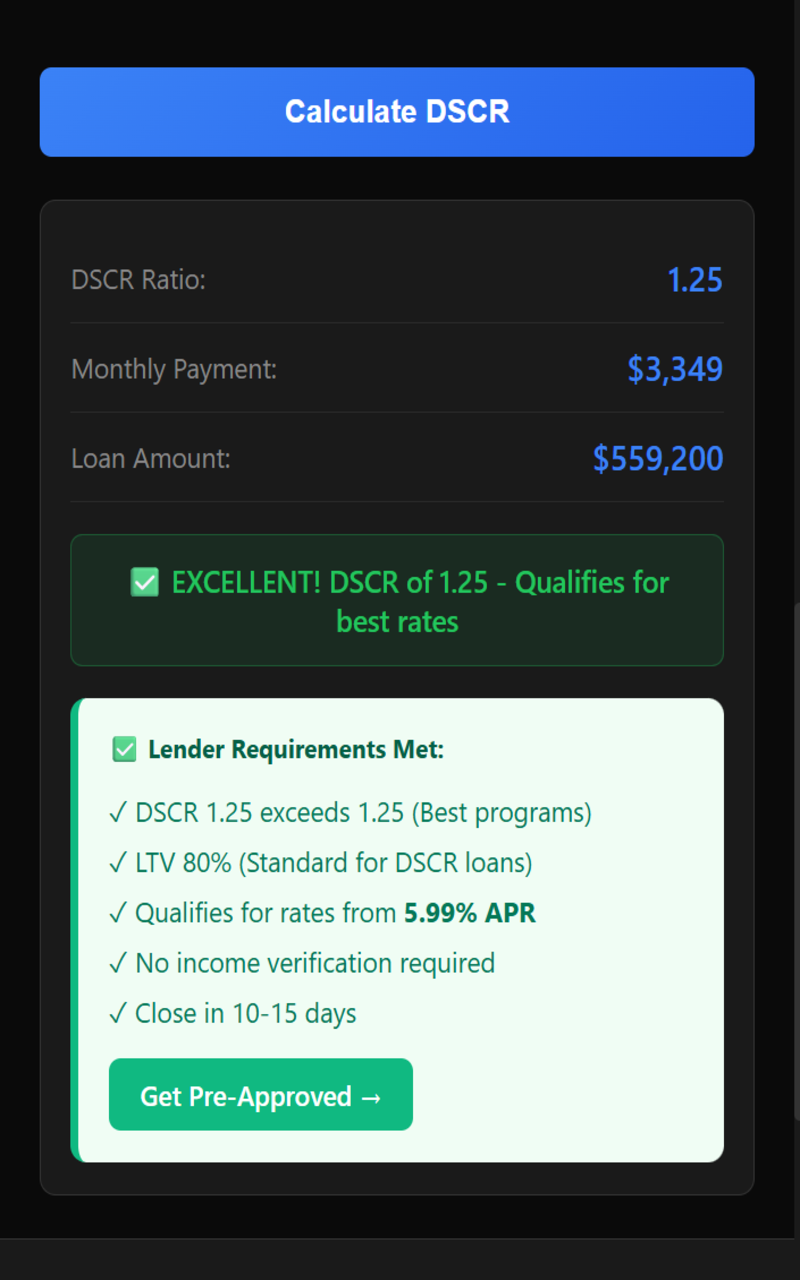 Calculate DSCR
DSCR Ratio: 1.25
Monthly Payment: $3,349
Loan Amount: $559,200
✅ EXCELLENT! DSCR of 1.25 - Qualifies for
best rates
✅ Lender Requirements Met:
✓ DSCR 1.25 exceeds 1.25 (Best programs)
✓ LTV 80% (Standard for DSCR loans)
✓ Qualifies for rates from 5.99% APR
✓ No income verification required
✓ Close in 10-15 days
Get Pre-Approved →